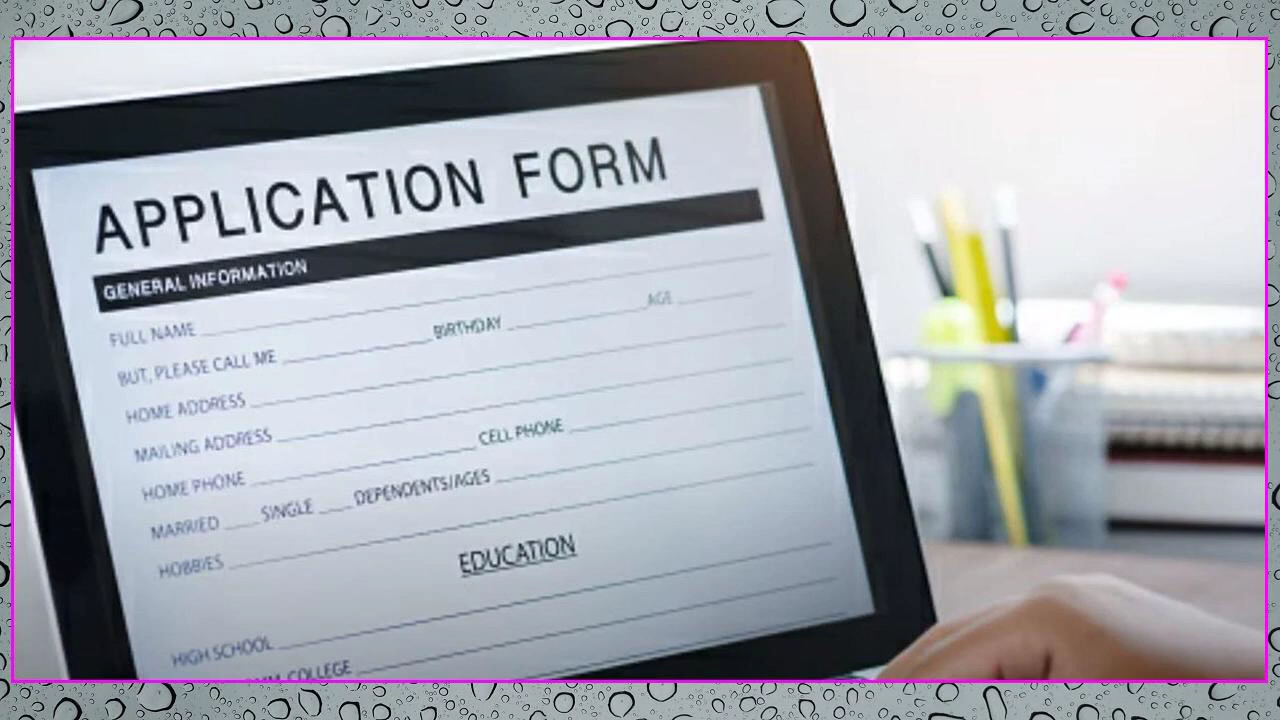 APPLICATION FORM
GENERAL INFORMATION
FULL NAME
BUT, PLEASE CALL ME BIRTHDAY AGE
HOME ADDRESS
MAILING ADDRESS
HOME PHONE CELL PHONE
MARRIED SINGLE DEPENDENTS/AGES
HOBBIES
EDUCATION
HIGH SCHOOL
COLLEGE